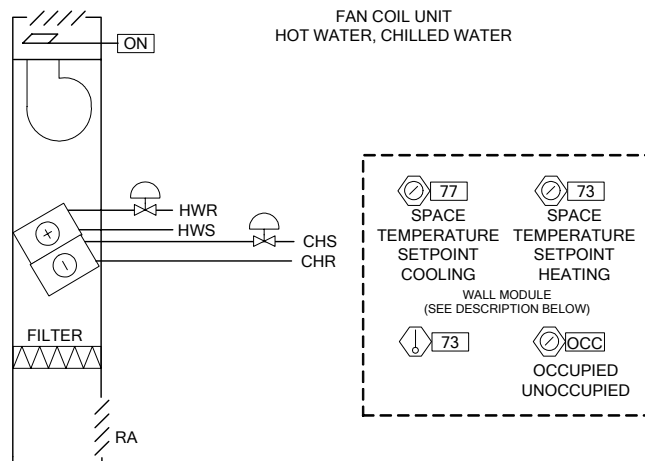 FAN COIL UNIT
HOT WATER, CHILLED WATER
ON
HWR
HWS
CHS
CHR
FILTER
RA
77
73
SPACE
TEMPERATURE
SETPOINT
COOLING
SPACE
TEMPERATURE
SETPOINT
HEATING
WALL MODULE
(SEE DESCRIPTION BELOW)
73
OCC
OCCUPIED
UNOCCUPIED